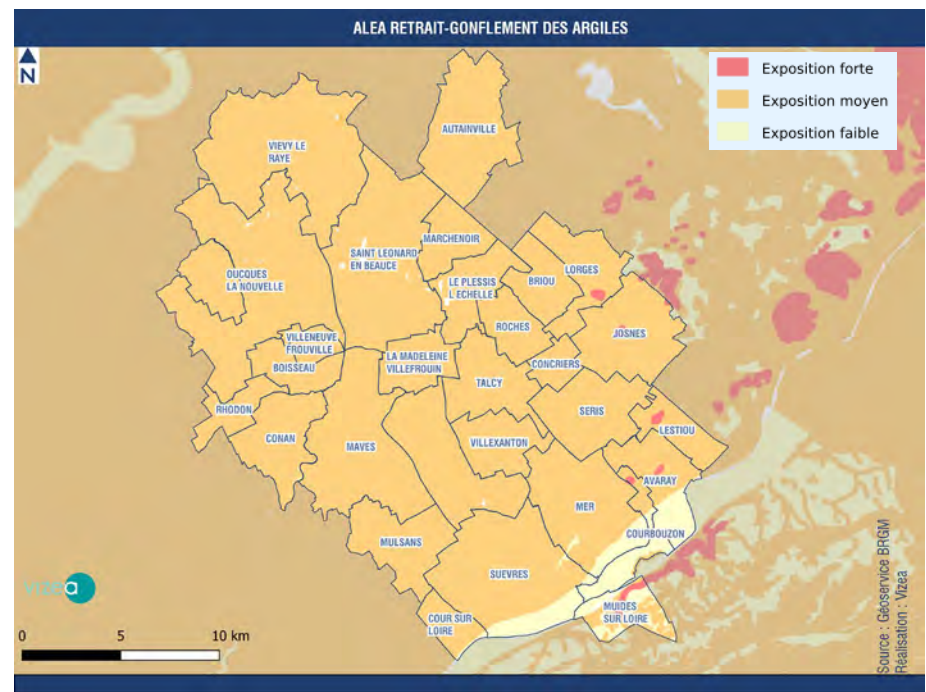 ALEA RETRAIT-GONFLEMENT DES ARGILES
N
Exposition forte
Exposition moyen
Exposition faible
AUTAINVILLE
VIEVY LE
RAYE
MARCHENOIR
SAINT LEONARD
EN BEAUCE
LORGES
OUCQUES
LA NOUVELLE
LE PLESSIS
L ECHELLE
BRIOU
ROCHES
JOSNES
VILLENEUVE
FROUVILLE
BOISSEAU
LA MADELEINE
VILLEFROUIN
CONCRIERS
TALCY
RHODON
SERIS
LESTIOU
CONAN
MAVES
VILLEXANTON
AVARAY
MER
COURBOUZON
MULSANS
SUEVRES
MUIDES
SUR LOIRE
COUR SUR
LOIRE
vizea
0 5 10 km
Source : Géoservice BRGM
Réalisation : Vizea